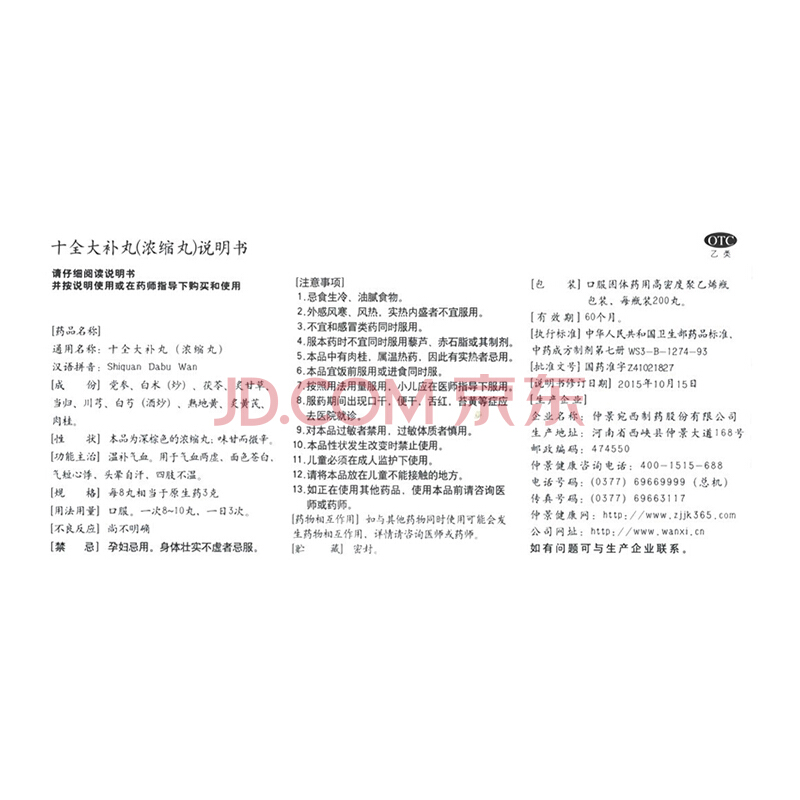 十全大补丸(浓缩丸)说明书
OTC
乙类
请仔细阅读说明书
并按说明使用或在药师指导下购买和使用
[药品名称]
通用名称：十全大补丸（浓缩丸）
汉语拼音：Shiquan Dabu Wan
[成 份] 党参、白术（炒）、茯苓、炙甘草、
当归、川芎、白芍（酒炒）、熟地黄、炙黄芪、
肉桂。
[性 状] 本品为深棕色的浓缩丸；味甘而微辛。
[功能主治] 温补气血。用于气血两虚，面色苍白，
气短心悸，头晕自汗，四肢不温。
[规 格] 每8丸相当于原生药3克
[用法用量] 口服。一次8~10丸，一日3次。
[不良反应] 尚不明确
[禁 忌] 孕妇忌用。身体壮实不虚者忌服。
[注意事项]
1.忌食生冷、油腻食物。
2.外感风寒、风热，实热内盛者不宜服用。
3.不宜和感冒类药同时服用。
4.服本药时不宜同时服用藜芦、赤石脂或其制剂。
5.本品中有肉桂，属温热药，因此有实热者忌用。
6.本品宜饭前服用或进食同时服。
7.按照用法用量服用，小儿应在医师指导下服用。
8.服药期间出现口干，便干，舌红，苔黄等症应
去医院就诊。
9.对本品过敏者禁用，过敏体质者慎用。
10.本品性状发生改变时禁止使用。
11.儿童必须在成人监护下使用。
12.请将本品放在儿童不能接触的地方。
13.如正在使用其他药品，使用本品前请咨询医
师或药师。
[药物相互作用] 如与其他药物同时使用可能会发
生药物相互作用，详情请咨询医师或药师。
[贮 藏] 密封。
[包 装] 口服固体药用高密度聚乙烯瓶
包装，每瓶装200丸。
[有 效 期] 60个月。
[执行标准] 中华人民共和国卫生部药品标准，
中药成方制剂第七册 WS3-B-1274-93
[批准文号] 国药准字Z41021827
[说明书修订日期] 2015年10月15日
[生产企业]
企业名称：仲景宛西制药股份有限公司
生产地址：河南省西峡县仲景大道168号
邮政编码：474550
仲景健康咨询电话：400-1515-688
电话号码：(0377) 69669999（总机）
传真号码：(0377) 69663117
仲景健康网：http://www.zjjk365.com
公司网址：http://www.wanxi.cn
如有问题可与生产企业联系。
JD.COM 京东